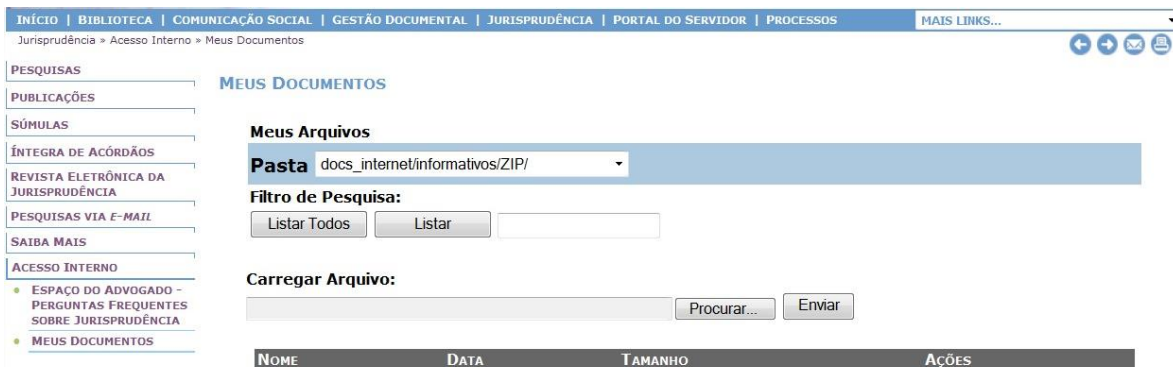 INÍCIO | BIBLIOTECA | COMUNICAÇÃO SOCIAL | GESTÃO DOCUMENTAL | JURISPRUDÊNCIA | PORTAL DO SERVIDOR | PROCESSOS MAIS LINKS...
Jurisprudência » Acesso Interno » Meus Documentos
PESQUISAS
PUBLICAÇÕES
SÚMULAS
ÍNTEGRA DE ACÓRDÃOS
REVISTA ELETRÔNICA DA
JURISPRUDÊNCIA
PESQUISAS VIA E-MAIL
SAIBA MAIS
ACESSO INTERNO
ESPAÇO DO ADVOGADO -
PERGUNTAS FREQUENTES
SOBRE JURISPRUDÊNCIA
MEUS DOCUMENTOS
MEUS DOCUMENTOS
Meus Arquivos
Pasta docs_internet/informativos/ZIP/
Filtro de Pesquisa:
Listar Todos Listar
Carregar Arquivo:
Procurar... Enviar
NOME DATA TAMANHO AÇÕES